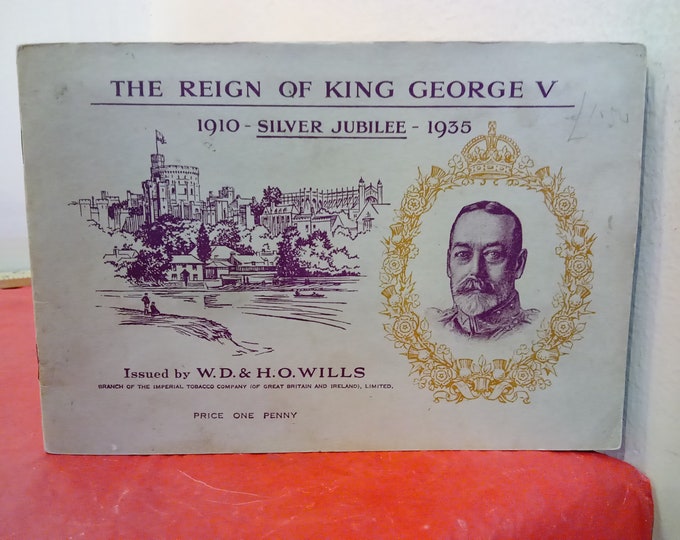 THE REIGN OF KING GEORGE V
1910 - SILVER JUBILEE - 1935
Issued by W.D. & H.O. WILLS
BRANCH OF THE IMPERIAL TOBACCO COMPANY (OF GREAT BRITAIN AND IRELAND), LIMITED.
PRICE ONE PENNY